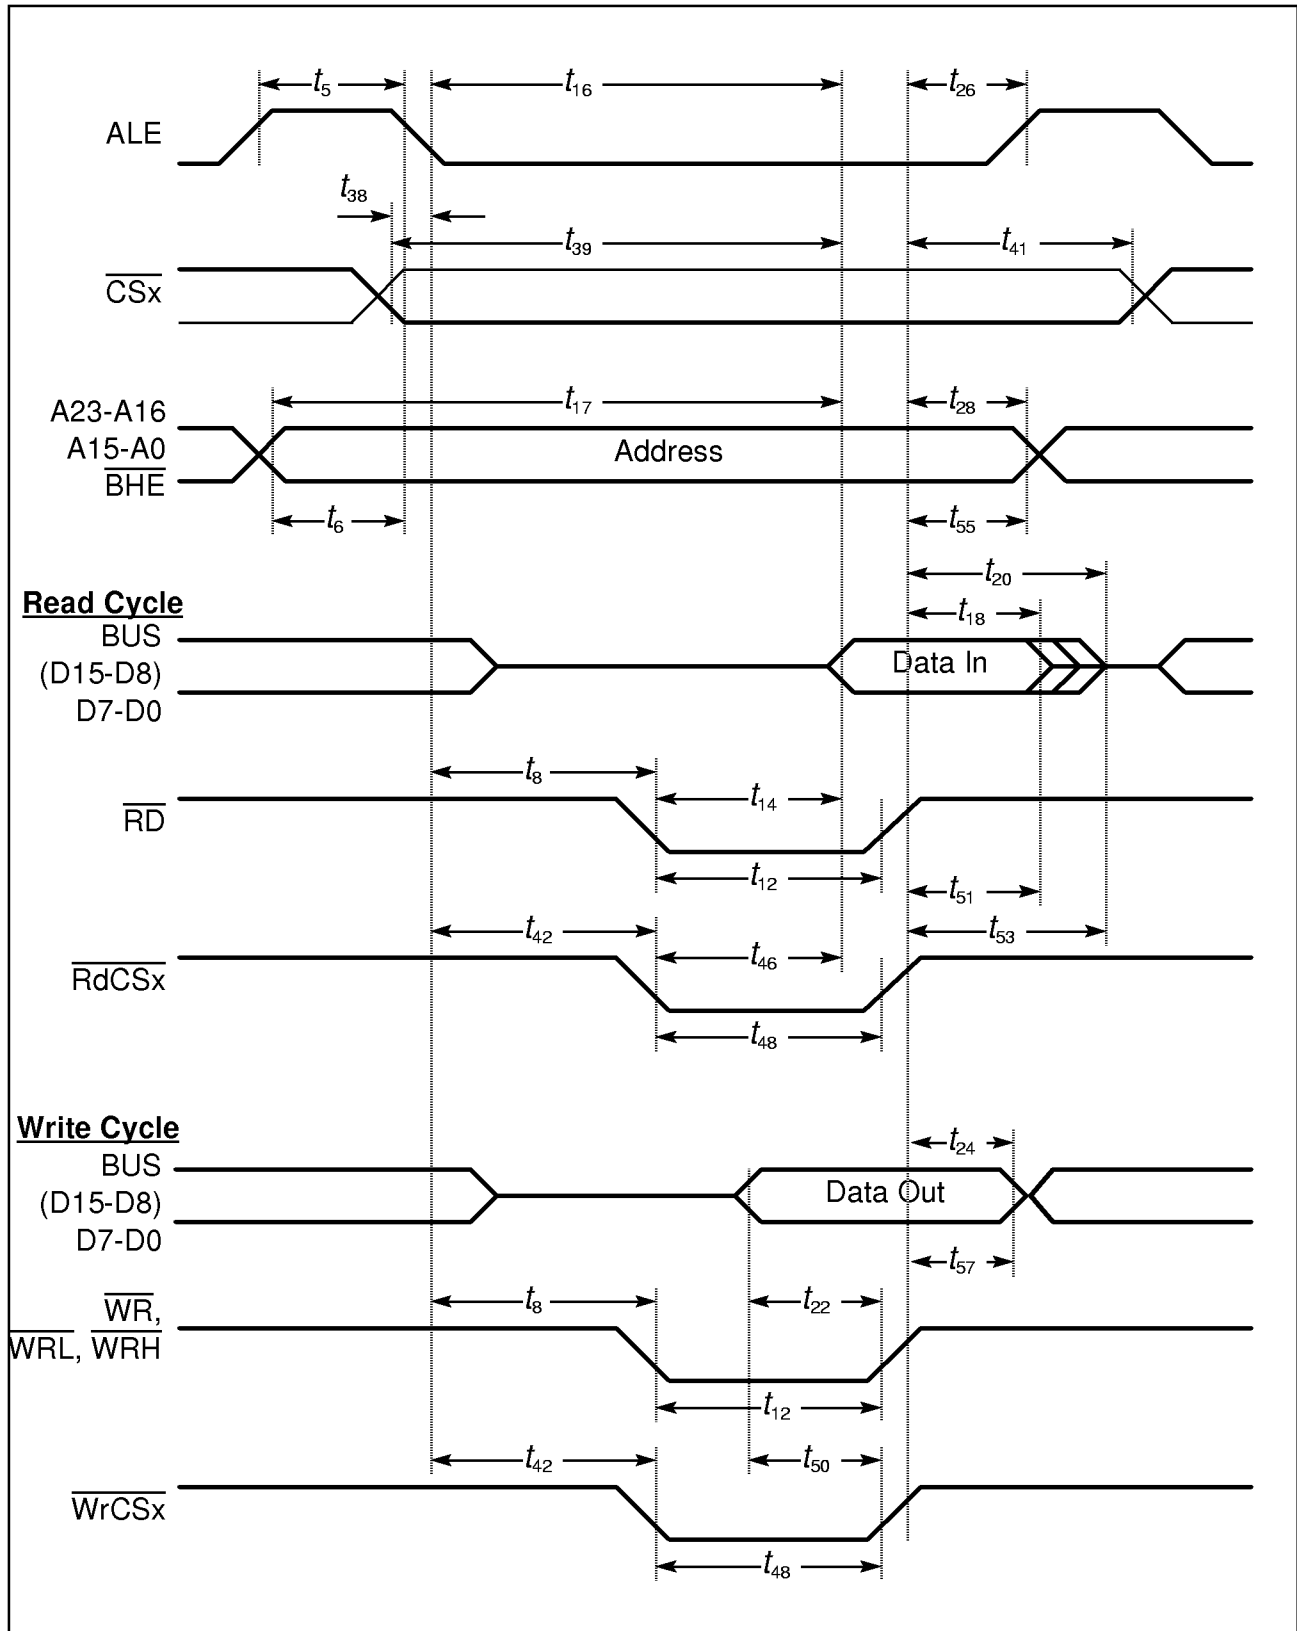 t5 t16 t26
ALE
t38
t39 t41
CSx
t17 t28
A23-A16
A15-A0 Address
BHE
t6 t55
t20
Read Cycle
t18
BUS
(D15-D8) Data In
D7-D0
t8
t14
RD
t12
t51
t42 t53
t46
RdCSx
t48
Write Cycle
t24
BUS
(D15-D8) Data Out
D7-D0
t57
t8 t22
WR,
WRL, WRH
t12
t42 t50
WrCSx
t48